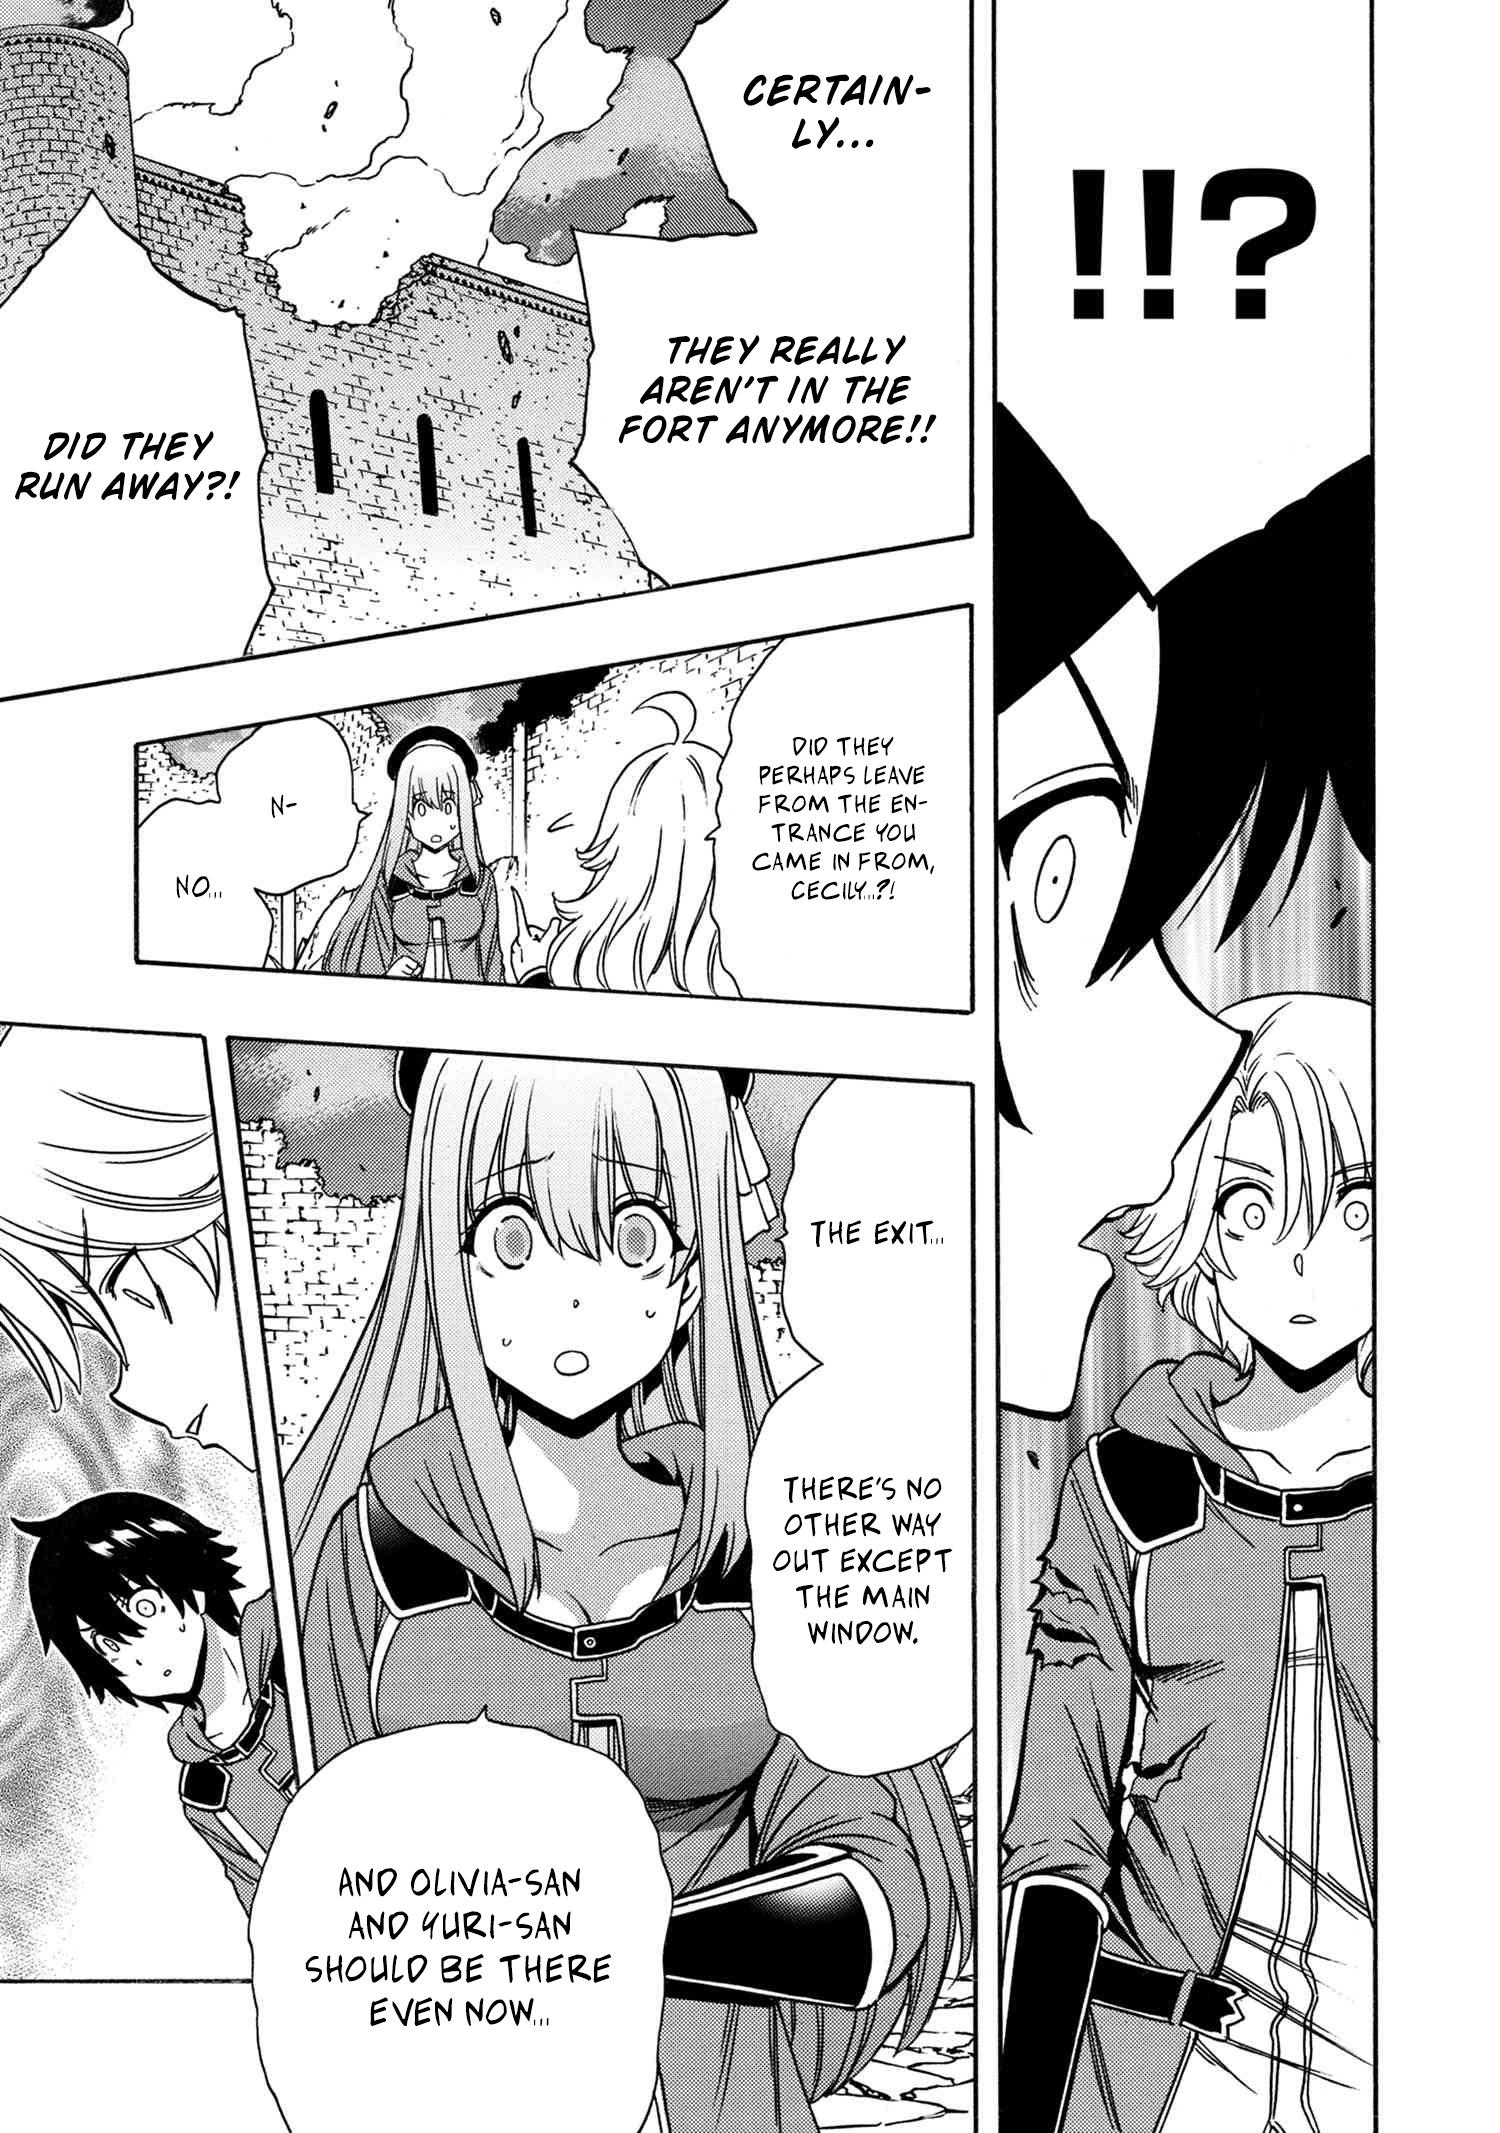 !!?
CERTAIN-
LY...
THEY REALLY
AREN'T IN THE
FORT ANYMORE!!
DID THEY
RUN AWAY?!
DID THEY
PERHAPS LEAVE
FROM THE EN-
TRANCE YOU
CAME IN FROM,
CECILY...?!
N-
NO...
THE EXIT...
THERE'S NO
OTHER WAY
OUT EXCEPT
THE MAIN
WINDOW.
AND OLIVIA-SAN
AND YURI-SAN
SHOULD BE THERE
EVEN NOW...